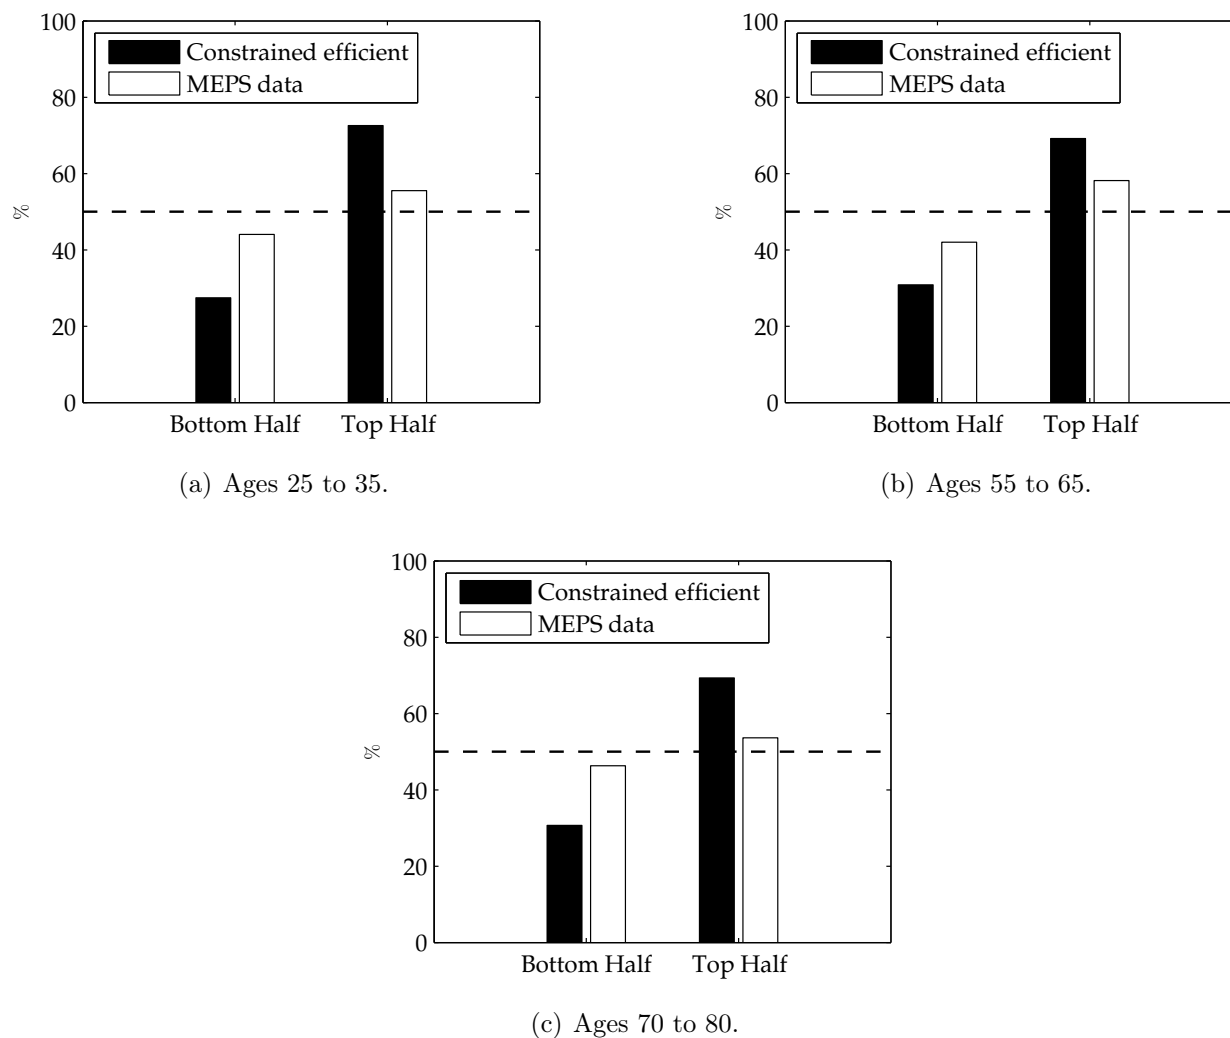 100
80
60
40
20
0
%
Constrained efficient
MEPS data
Bottom Half Top Half
(a) Ages 25 to 35.
100
80
60
40
20
0
%
Constrained efficient
MEPS data
Bottom Half Top Half
(b) Ages 55 to 65.
100
80
60
40
20
0
%
Constrained efficient
MEPS data
Bottom Half Top Half
(c) Ages 70 to 80.